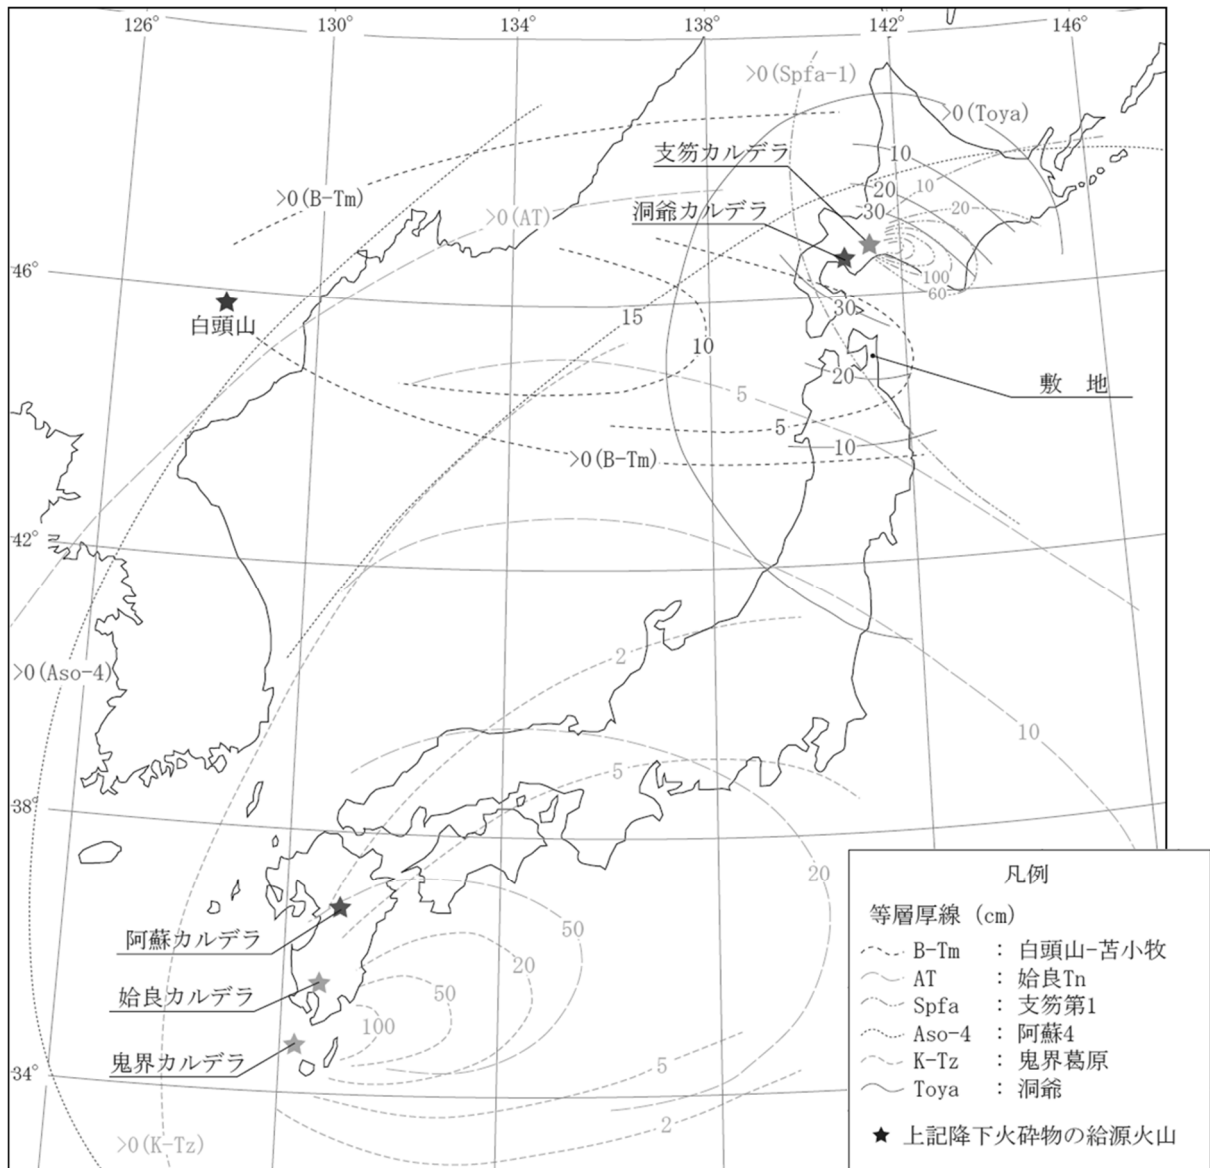 126°
130°
134°
138°
142°
146°
>0(Spfa-1)
>0(Toya)
支笏カルデラ
10
>0(B-Tm)
20
10
>0(AT)
洞爺カルデラ
30
20
46°
100
60
白頭山
15
30
10
敷 地
20
5
5
10
>0(B-Tm)
42°
2
>0(Aso-4)
10
5
38°
20
凡例
等層厚線 (cm)
50
阿蘇カルデラ
B-Tm : 白頭山-苫小牧
20
AT : 姶良Tn
姶良カルデラ
50
Spfa : 支笏第1
100
Aso-4 : 阿蘇4
鬼界カルデラ
K-Tz : 鬼界葛原
34°
5
Toya : 洞爺
2
>0(K-Tz)
★ 上記降下火砕物の給源火山